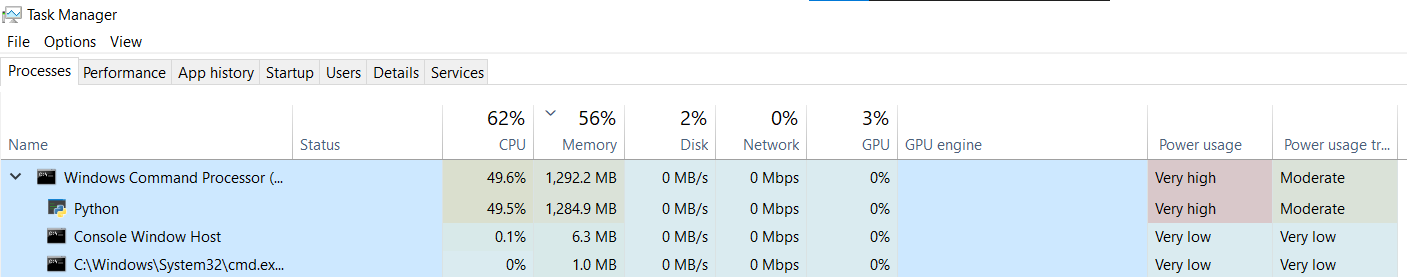 Task Manager
File Options View
Processes Performance App history Startup Users Details Services
62% 56% 2% 0% 3%
Name Status CPU Memory Disk Network GPU GPU engine Power usage Power usage tr...
Windows Command Processor (... 49.6% 1,292.2 MB 0 MB/s 0 Mbps 0% Very high Moderate
Python 49.5% 1,284.9 MB 0 MB/s 0 Mbps 0% Very high Moderate
Console Window Host 0.1% 6.3 MB 0 MB/s 0 Mbps 0% Very low Very low
C:\Windows\System32\cmd.ex... 0% 1.0 MB 0 MB/s 0 Mbps 0% Very low Very low